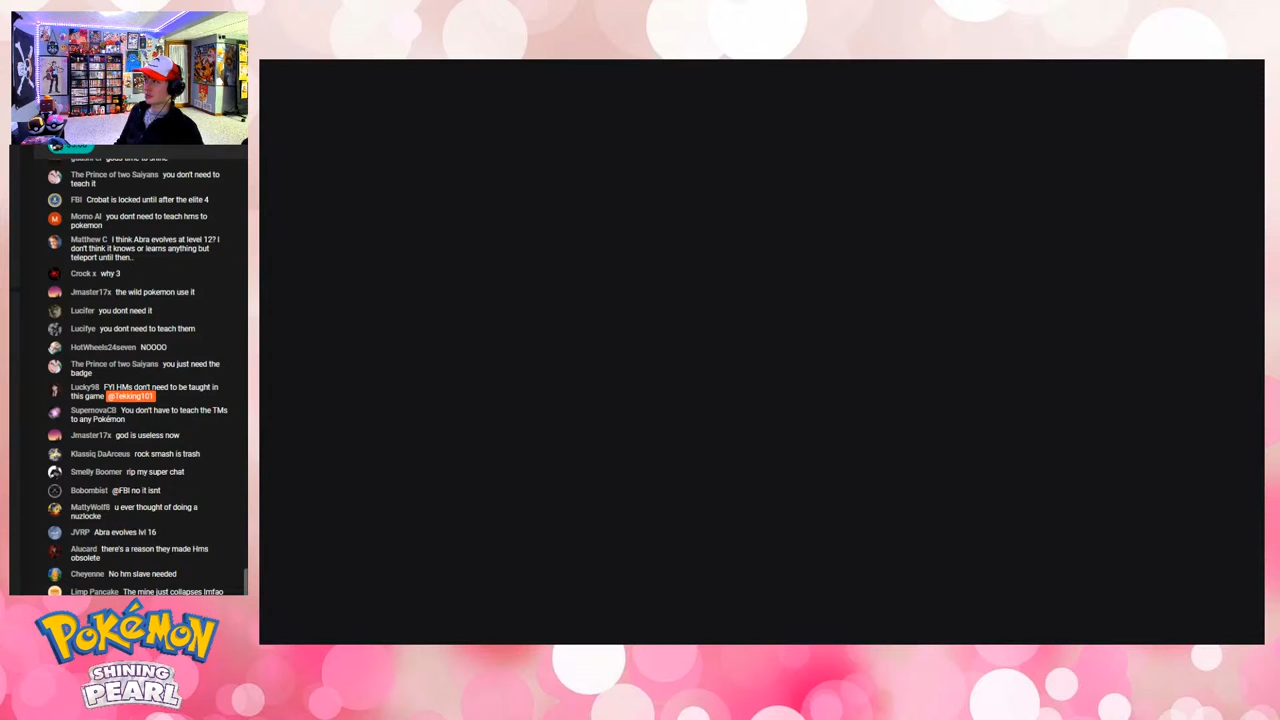 The Prince of two Saiyans you don't need to
teach it
FBI Crobat is locked until after the elite 4
Morno AI you dont need to teach hms to
pokemon
Matthew C I think Abra evolves at level 12? I
don't think it knows or learns anything but
teleport until then..
Crock x why 3
Jmaster17x the wild pokemon use it
Lucifer you dont need it
Lucifye you dont need to teach them
HotWheels24seven NOOOO
The Prince of two Saiyans you just need the
badge
Lucky98 FYI HMs don't need to be taught in
this game @Tekking101
SupernovaCB You don't have to teach the TMs
to any Pokémon
Jmaster17x god is useless now
Klassiq DaArceus rock smash is trash
Smelly Boomer rip my super chat
Bobombist @FBI no it isnt
MattyWolf8 u ever thought of doing a
nuzlocke
JVRP Abra evolves lvl 16
Alucard there's a reason they made Hms
obsolete
Cheyenne No hm slave needed
Limp Pancake The mine just collapses lmfao
POKéMON
SHINING
PEARL